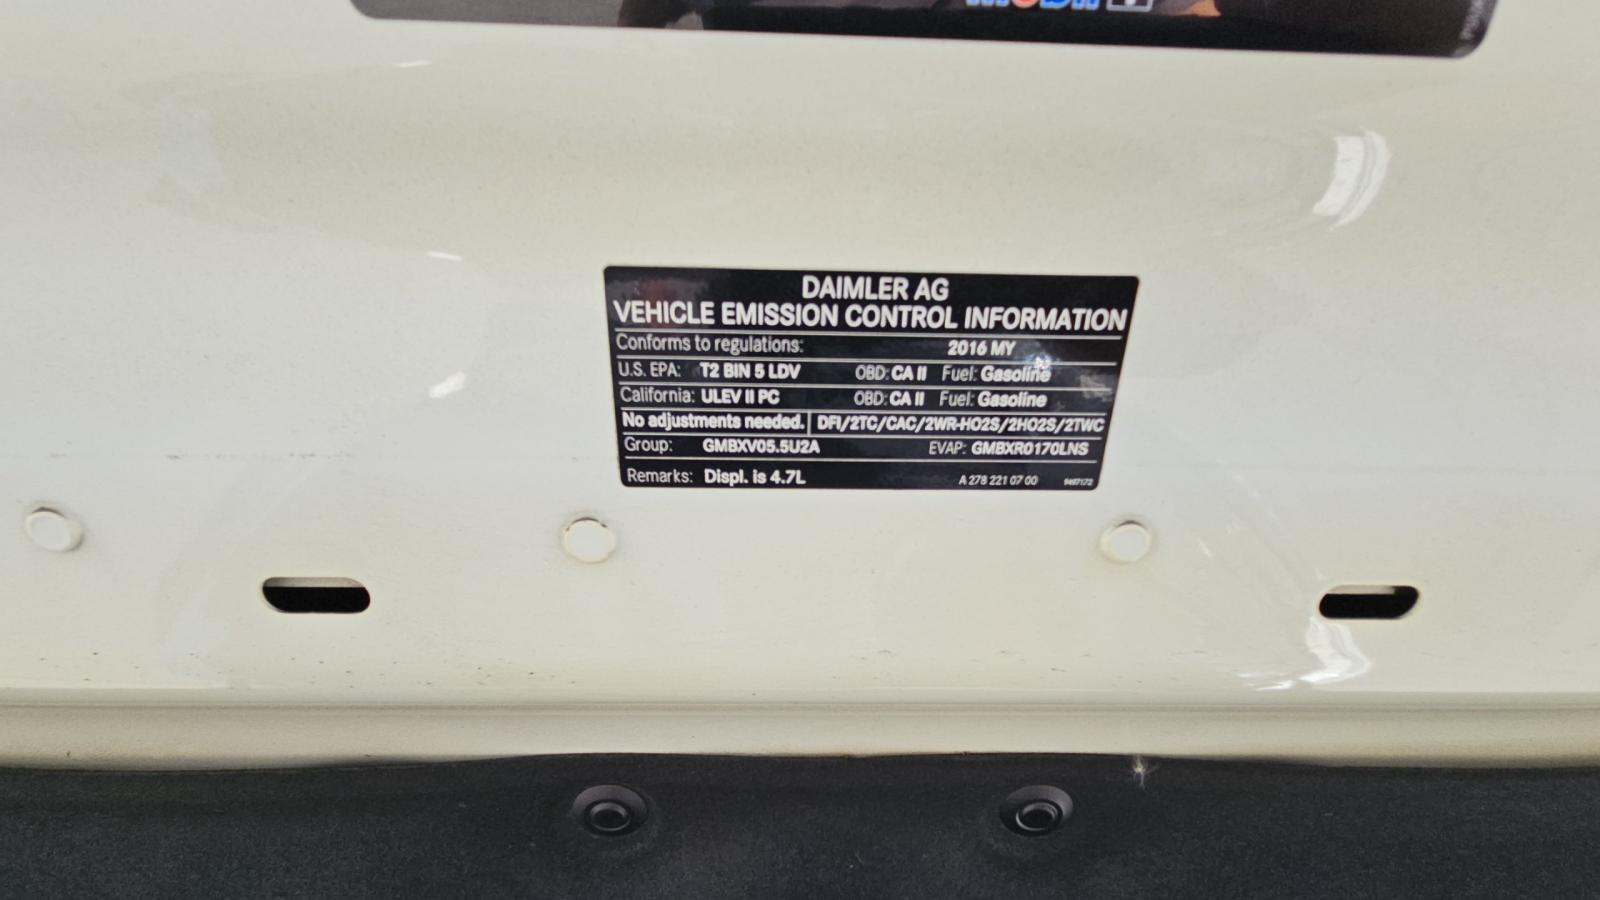 Mobil 1
DAIMLER AG
VEHICLE EMISSION CONTROL INFORMATION
Conforms to regulations: 2016 MY
U.S. EPA: T2 BIN 5 LDV OBD: CA II Fuel: Gasoline
California: ULEV II PC OBD: CA II Fuel: Gasoline
No adjustments needed. DFI/2TC/CAC/2WR-HO2S/2HO2S/2TWC
Group: GMBXV05.5U2A EVAP: GMBXR0170LNS
Remarks: Displ. is 4.7L A 278 221 07 00